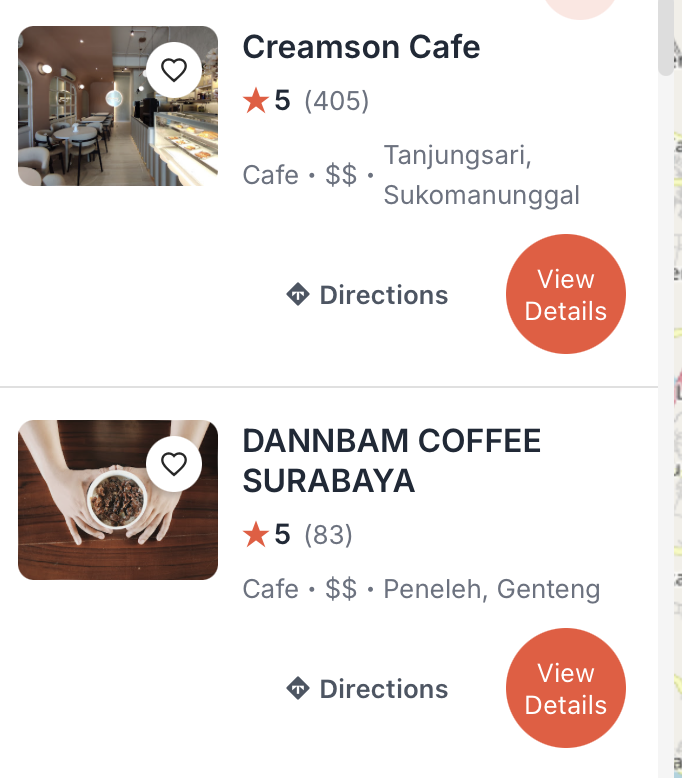 Creamson Cafe
5 (405)
Cafe • $$ • Tanjungsari,
Sukomanunggal
Directions
View
Details
DANNBAM COFFEE
SURABAYA
5 (83)
Cafe • $$ • Peneleh, Genteng
Directions
View
Details